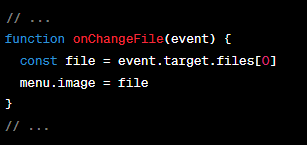 // ...
function onChangeFile(event) {
  const file = event.target.files[0]
  menu.image = file
}
// ...